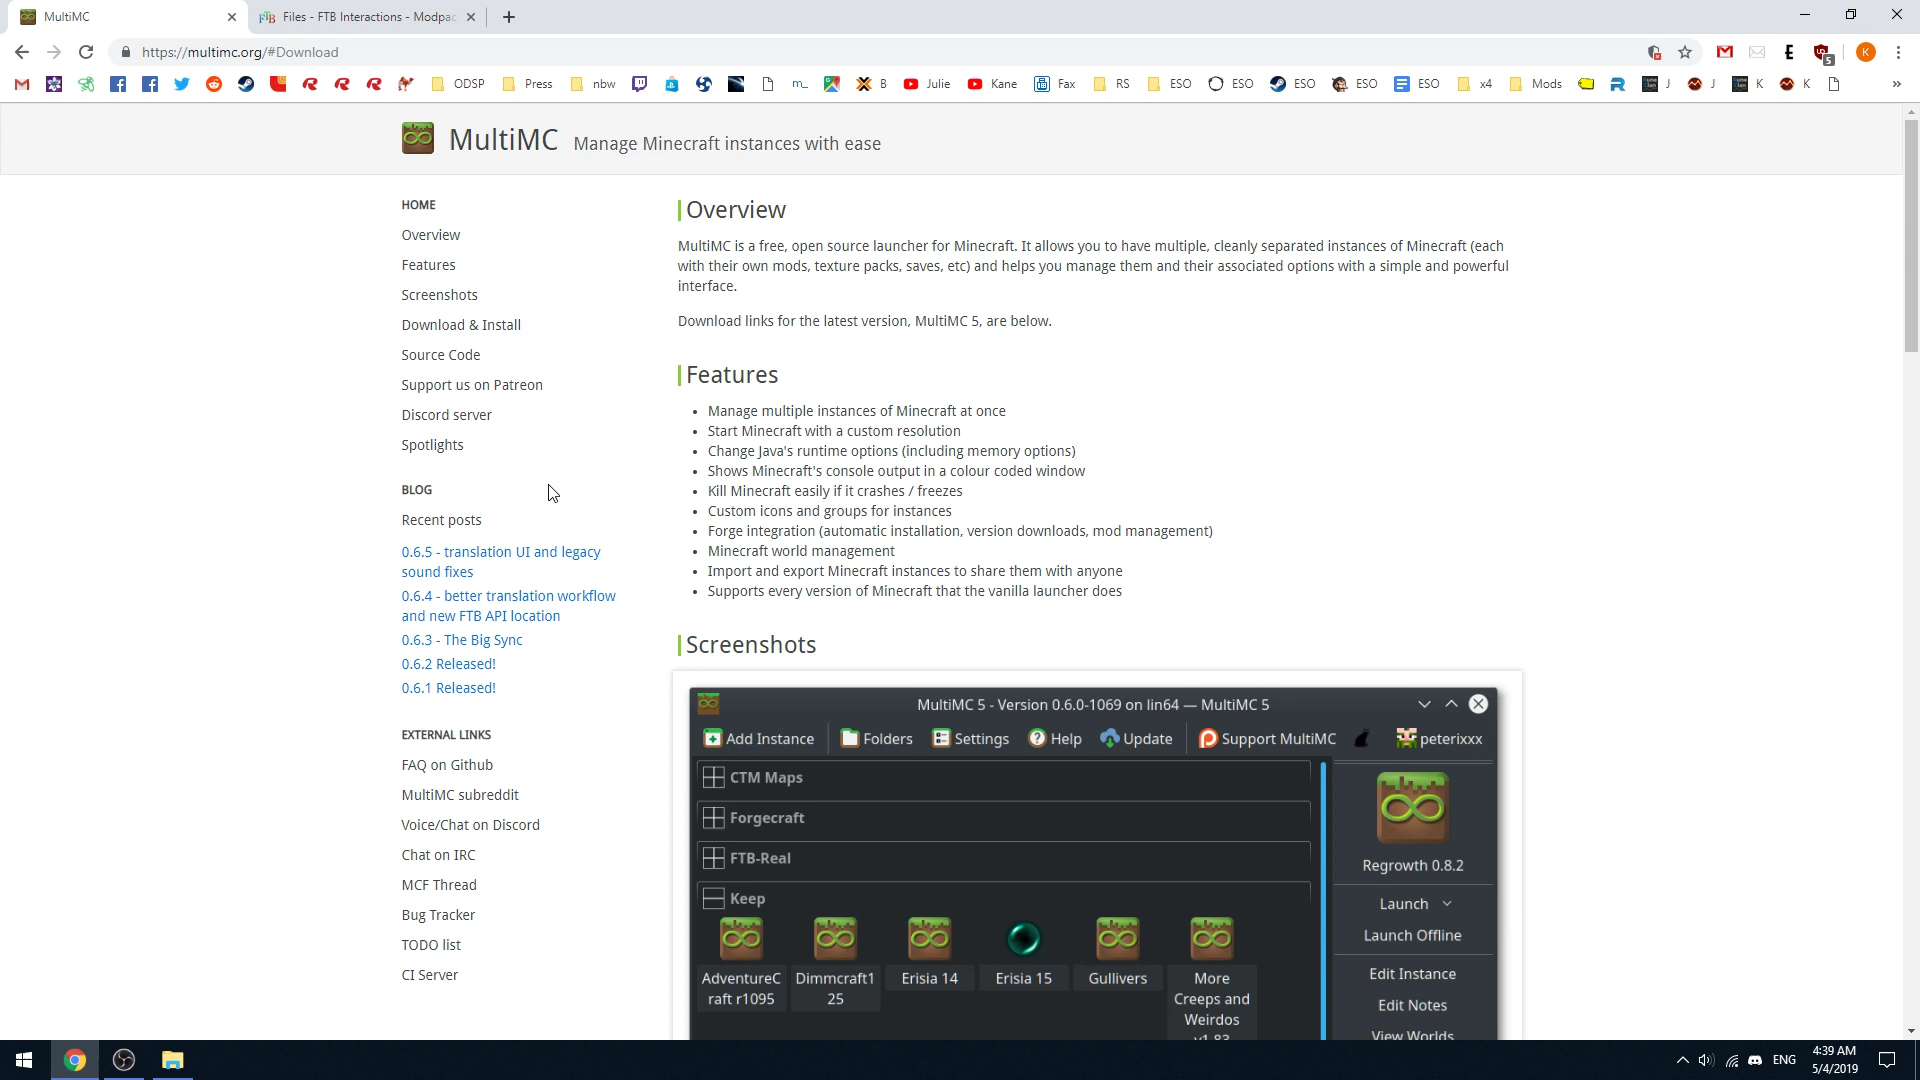 MultiMC
Files - FTB Interactions - Modpac
https://multimc.org/#Download
5
K
ODSP
Press
nbw
m_
B
Julie
Kane
Fax
RS
ESO
ESO
ESO
ESO
ESO
x4
Mods
J
J
K
K
»
MultiMC Manage Minecraft instances with ease
HOME
Overview
Features
Screenshots
Download & Install
Source Code
Support us on Patreon
Discord server
Spotlights
BLOG
Recent posts
0.6.5 - translation UI and legacy
sound fixes
0.6.4 - better translation workflow
and new FTB API location
0.6.3 - The Big Sync
0.6.2 Released!
0.6.1 Released!
EXTERNAL LINKS
FAQ on Github
MultiMC subreddit
Voice/Chat on Discord
Chat on IRC
MCF Thread
Bug Tracker
TODO list
CI Server
Overview
MultiMC is a free, open source launcher for Minecraft. It allows you to have multiple, cleanly separated instances of Minecraft (each
with their own mods, texture packs, saves, etc) and helps you manage them and their associated options with a simple and powerful
interface.
Download links for the latest version, MultiMC 5, are below.
Features
• Manage multiple instances of Minecraft at once
• Start Minecraft with a custom resolution
• Change Java's runtime options (including memory options)
• Shows Minecraft's console output in a colour coded window
• Kill Minecraft easily if it crashes / freezes
• Custom icons and groups for instances
• Forge integration (automatic installation, version downloads, mod management)
• Minecraft world management
• Import and export Minecraft instances to share them with anyone
• Supports every version of Minecraft that the vanilla launcher does
Screenshots
MultiMC 5 - Version 0.6.0-1069 on lin64 — MultiMC 5
Add Instance Folders Settings Help Update Support MultiMC peterixxx
CTM Maps
Forgecraft
FTB-Real
Keep
AdventureC
raft r1095
Dimmcraft1
25
Erisia 14
Erisia 15
Gullivers
More
Creeps and
Weirdos
v1.83
Regrowth 0.8.2
Launch
Launch Offline
Edit Instance
Edit Notes
View Worlds
ENG
4:39 AM
5/4/2019